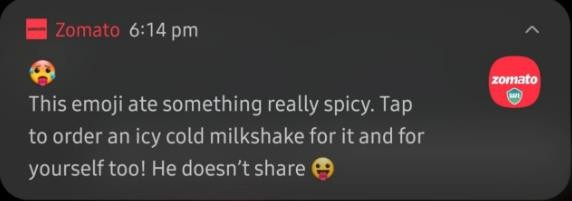 Zomato 6:14 pm
🥵
This emoji ate something really spicy. Tap
to order an icy cold milkshake for it and for
yourself too! He doesn't share 😜
zomato